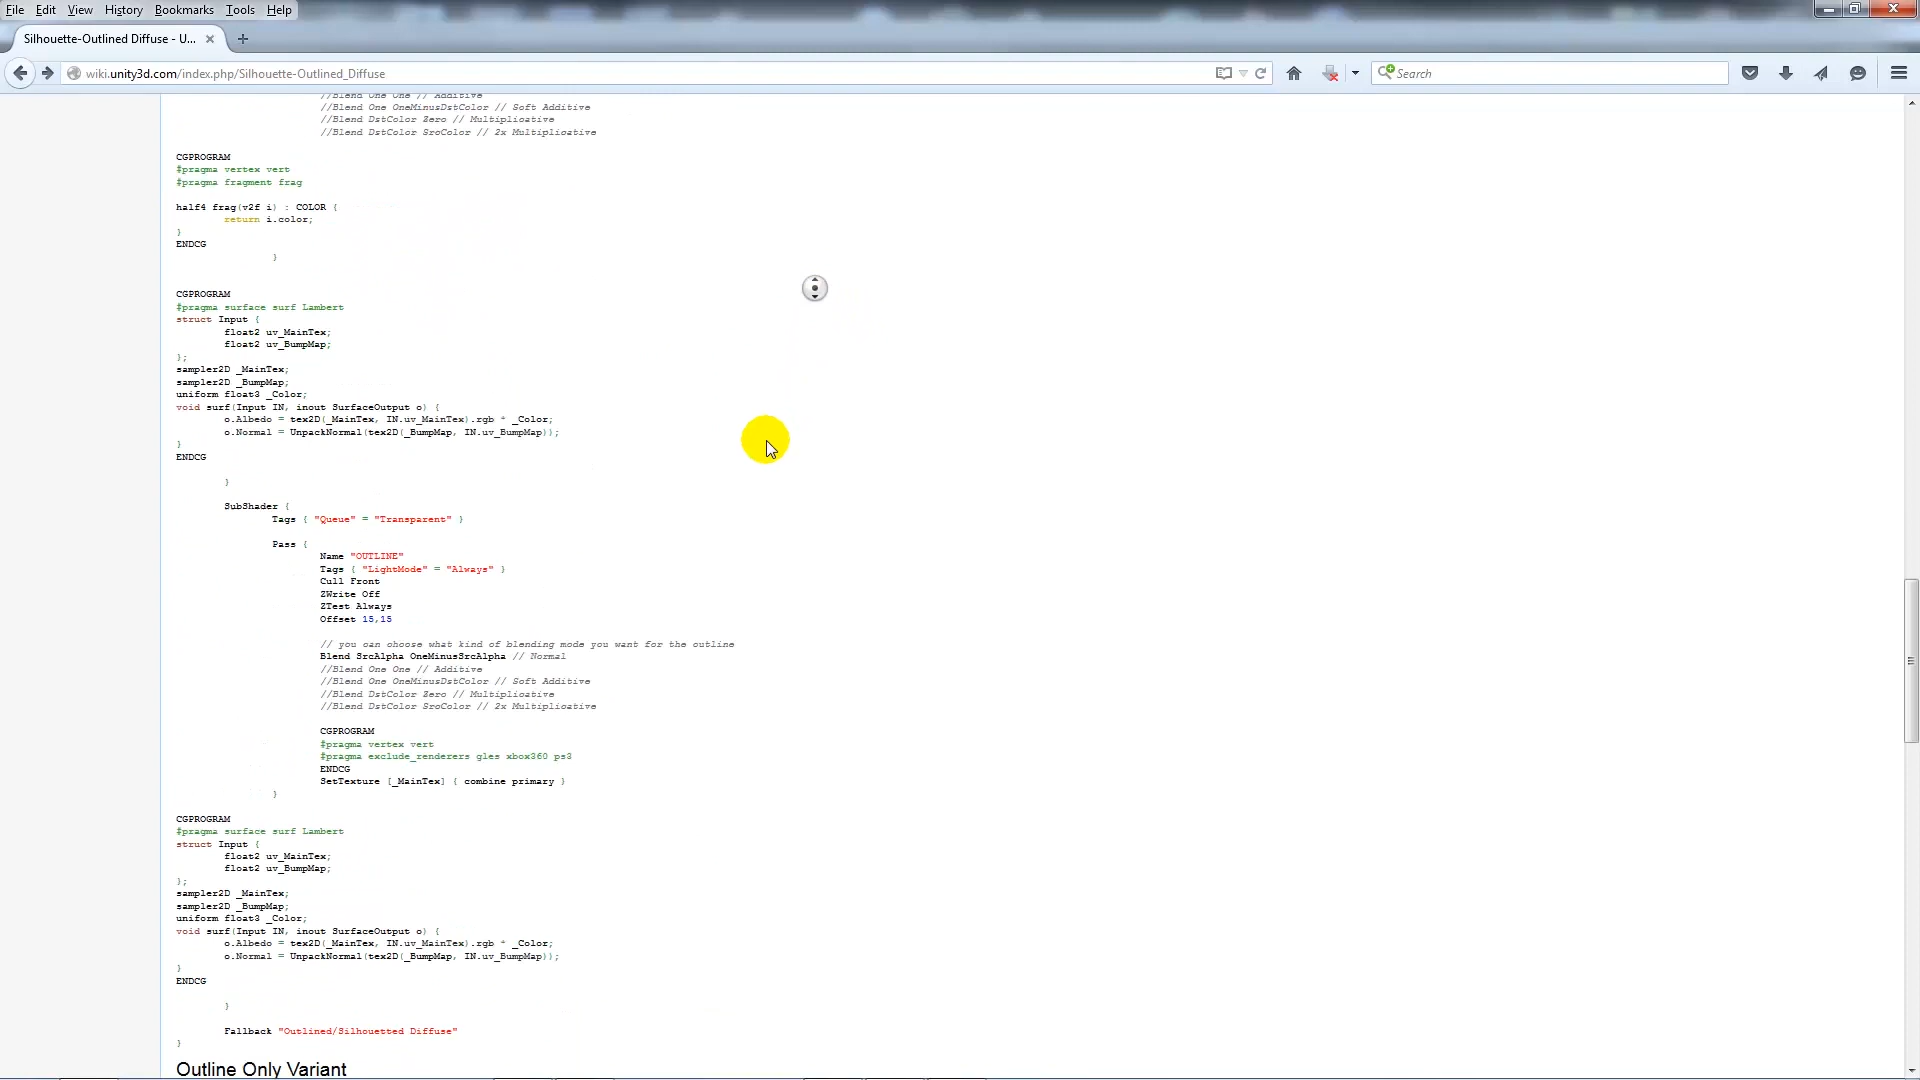 File Edit View History Bookmarks Tools Help
Silhouette-Outlined Diffuse - U...
wiki.unity3d.com/index.php/Silhouette-Outlined_Diffuse
Search
//Blend One One // Additive
//Blend One OneMinusDstColor // Soft Additive
//Blend DstColor Zero // Multiplicative
//Blend DstColor SrcColor // 2x Multiplicative
CGPROGRAM
#pragma vertex vert
#pragma fragment frag
half4 frag(v2f i) : COLOR {
return i.color;
}
ENDCG
}
CGPROGRAM
#pragma surface surf Lambert
struct Input {
float2 uv_MainTex;
float2 uv_BumpMap;
};
sampler2D _MainTex;
sampler2D _BumpMap;
uniform float3 _Color;
void surf(Input IN, inout SurfaceOutput o) {
o.Albedo = tex2D(_MainTex, IN.uv_MainTex).rgb * _Color;
o.Normal = UnpackNormal(tex2D(_BumpMap, IN.uv_BumpMap));
}
ENDCG
}
SubShader {
Tags { "Queue" = "Transparent" }
Pass {
Name "OUTLINE"
Tags { "LightMode" = "Always" }
Cull Front
ZWrite Off
ZTest Always
Offset 15,15
// you can choose what kind of blending mode you want for the outline
Blend SrcAlpha OneMinusSrcAlpha // Normal
//Blend One One // Additive
//Blend One OneMinusDstColor // Soft Additive
//Blend DstColor Zero // Multiplicative
//Blend DstColor SrcColor // 2x Multiplicative
CGPROGRAM
#pragma vertex vert
#pragma exclude_renderers gles xbox360 ps3
ENDCG
SetTexture [_MainTex] { combine primary }
}
CGPROGRAM
#pragma surface surf Lambert
struct Input {
float2 uv_MainTex;
float2 uv_BumpMap;
};
sampler2D _MainTex;
sampler2D _BumpMap;
uniform float3 _Color;
void surf(Input IN, inout SurfaceOutput o) {
o.Albedo = tex2D(_MainTex, IN.uv_MainTex).rgb * _Color;
o.Normal = UnpackNormal(tex2D(_BumpMap, IN.uv_BumpMap));
}
ENDCG
}
Fallback "Outlined/Silhouetted Diffuse"
}
Outline Only Variant